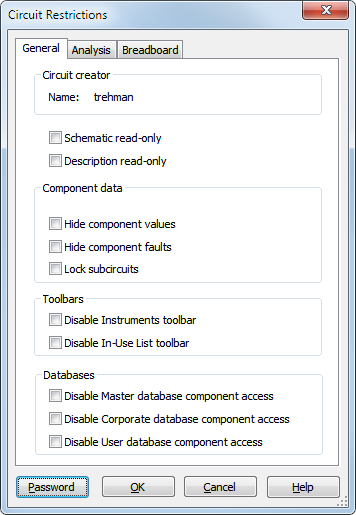 Circuit Restrictions
General Analysis Breadboard
Circuit creator
Name: trehman
Schematic read-only
Description read-only
Component data
Hide component values
Hide component faults
Lock subcircuits
Toolbars
Disable Instruments toolbar
Disable In-Use List toolbar
Databases
Disable Master database component access
Disable Corporate database component access
Disable User database component access
Password OK Cancel Help